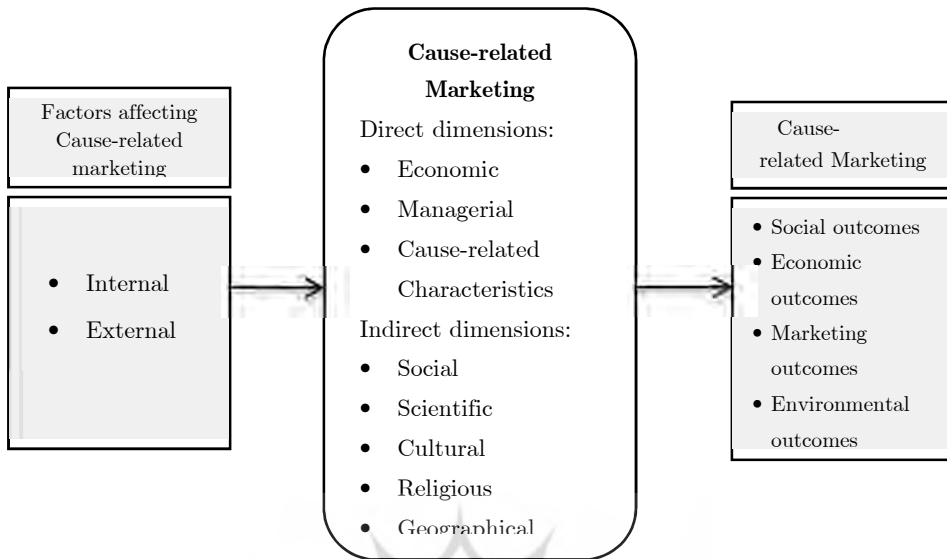 Factors affecting
Cause-related
marketing
• Internal
• External
Cause-related
Marketing
Direct dimensions:
• Economic
• Managerial
• Cause-related
Characteristics
Indirect dimensions:
• Social
• Scientific
• Cultural
• Religious
• Geographical
Cause-
related Marketing
• Social outcomes
• Economic
outcomes
• Marketing
outcomes
• Environmental
outcomes